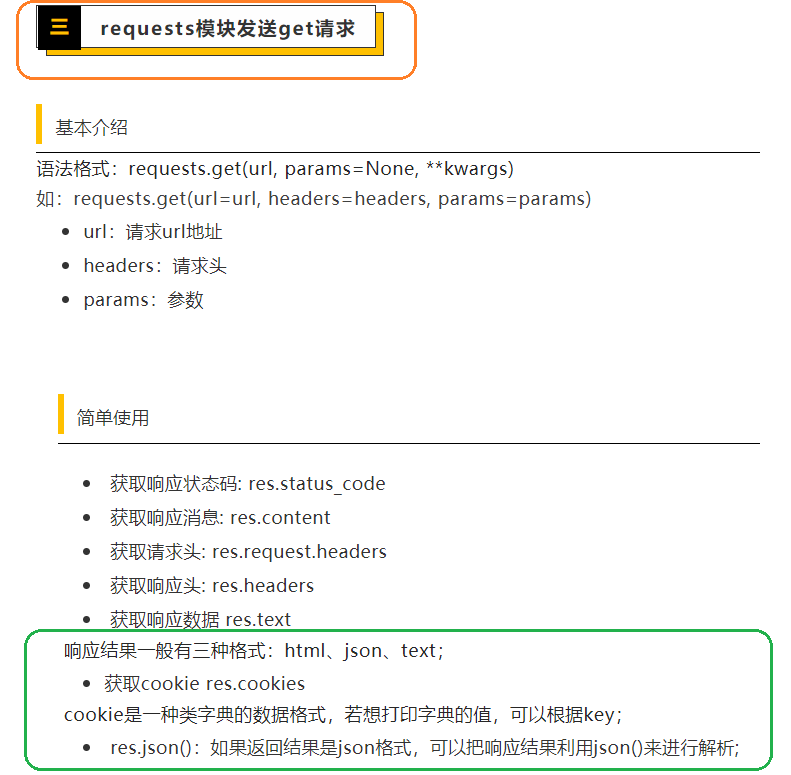 三 requests模块发送get请求
基本介绍
语法格式：requests.get(url, params=None, **kwargs)
如：requests.get(url=url, headers=headers, params=params)
• url：请求url地址
• headers：请求头
• params：参数
简单使用
• 获取响应状态码: res.status_code
• 获取响应消息: res.content
• 获取请求头: res.request.headers
• 获取响应头: res.headers
• 获取响应数据 res.text
响应结果一般有三种格式：html、json、text；
• 获取cookie res.cookies
cookie是一种类字典的数据格式，若想打印字典的值，可以根据key；
• res.json()：如果返回结果是json格式，可以把响应结果利用json()来进行解析;